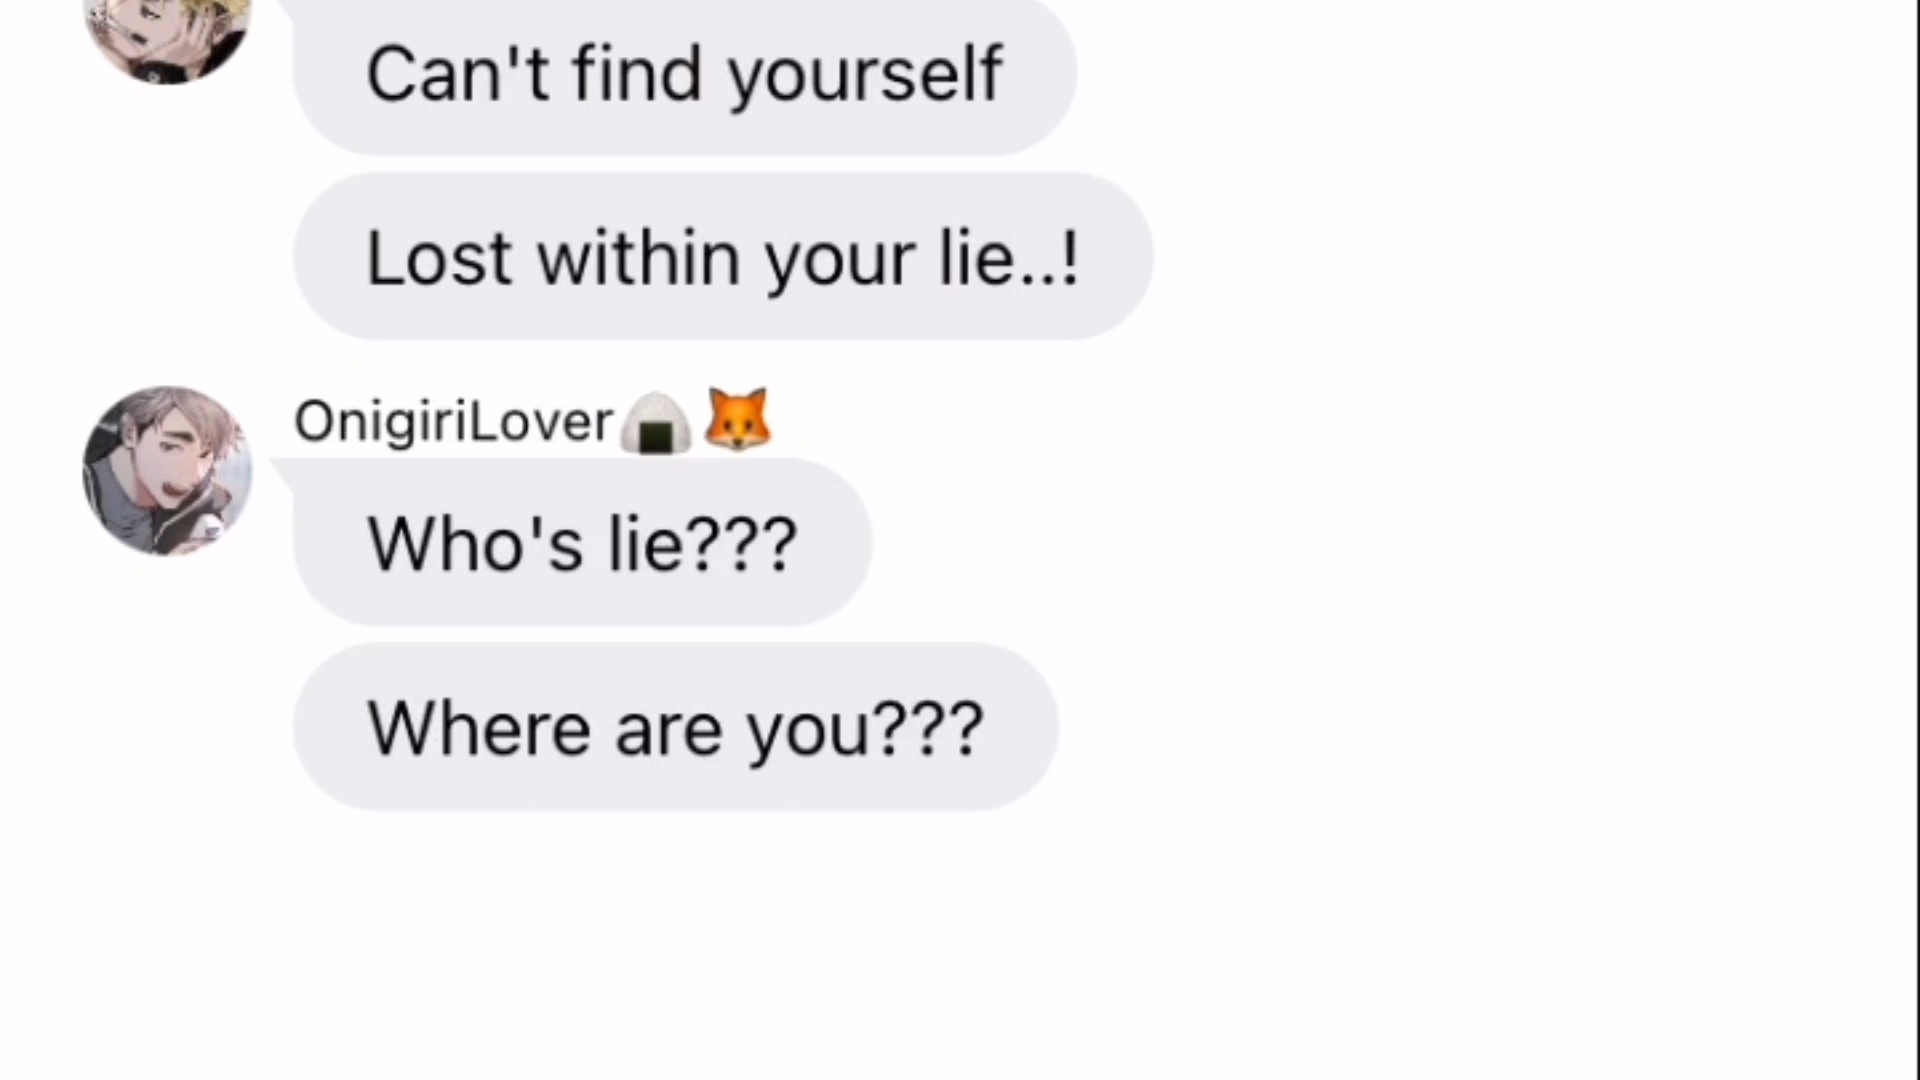 Can't find yourself
Lost within your lie..!
OnigiriLover🍙🦊
Who's lie???
Where are you???